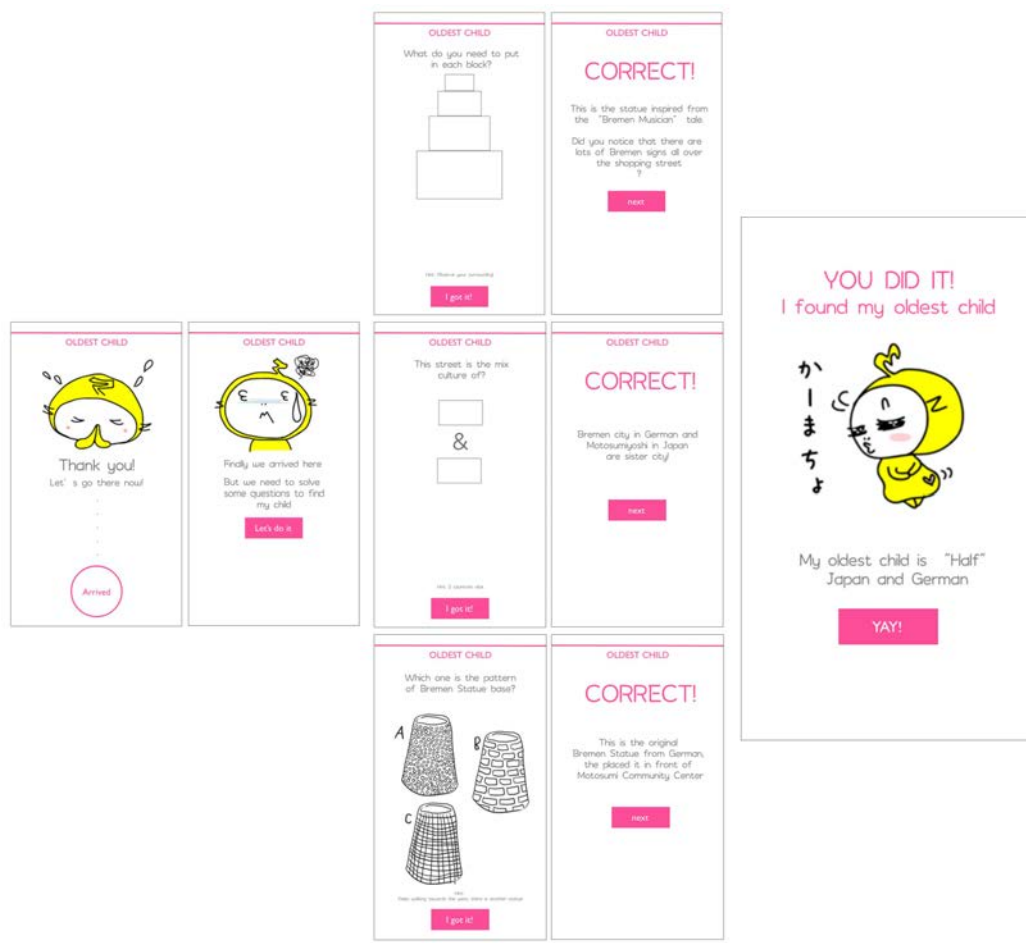 OLDEST CHILD
Thank you!
Let's go there now!
Arrived
OLDEST CHILD
Finally we arrived here
But we need to solve
some questions to find
my child
Let's do it
OLDEST CHILD
What do you need to put
in each block?
I got it!
OLDEST CHILD
CORRECT!
This is the statue inspired from
the "Bremen Musician" tale
Did you notice that there are
lots of Bremen signs all over
the shopping street
?
next
OLDEST CHILD
This street is the mix
culture of?
&
I got it!
OLDEST CHILD
CORRECT!
Bremen city in German and
Motosumiyoshi in Japan
are sister city!
next
OLDEST CHILD
Which one is the pattern
of Bremen Statue base?
A
B
C
I got it!
OLDEST CHILD
CORRECT!
This is the original
Bremen Statue from German,
the placed it in front of
Motosumi Community Center
next
YOU DID IT!
I found my oldest child
かーまちょ
My oldest child is "Half"
Japan and German
YAY!